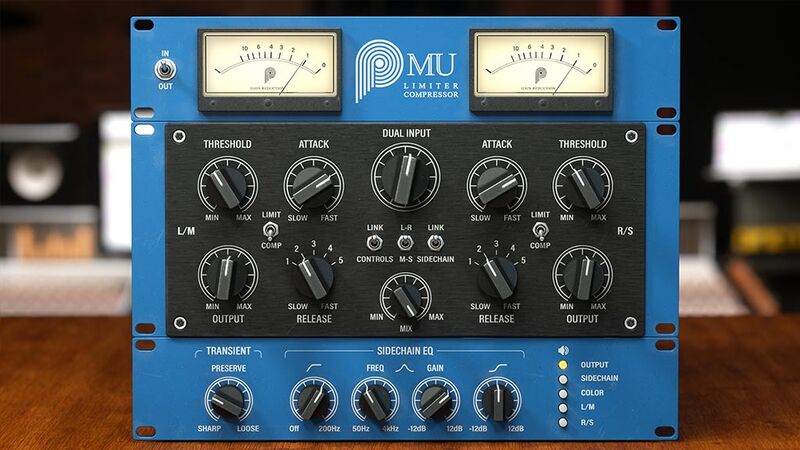 IN
OUT
10 6 4 3 2 1 0
GAIN REDUCTION
MU
LIMITER
COMPRESSOR
10 6 4 3 2 1 0
GAIN REDUCTION
THRESHOLD
ATTACK
DUAL INPUT
ATTACK
THRESHOLD
MIN MAX
SLOW FAST
SLOW FAST
MIN MAX
LIMIT
COMP
LIMIT
COMP
L/M
R/S
LINK
CONTROLS
L-R
M-S
LINK
SIDECHAIN
MIN MAX
OUTPUT
1 2 3 4 5
SLOW FAST
RELEASE
MIN MAX
MIX
1 2 3 4 5
SLOW FAST
RELEASE
MIN MAX
OUTPUT
TRANSIENT
PRESERVE
SHARP LOOSE
SIDECHAIN EQ
FREQ
GAIN
Off 200Hz
50Hz 4kHz
-12dB 12dB
-12dB 12dB
OUTPUT
SIDECHAIN
COLOR
L/M
R/S